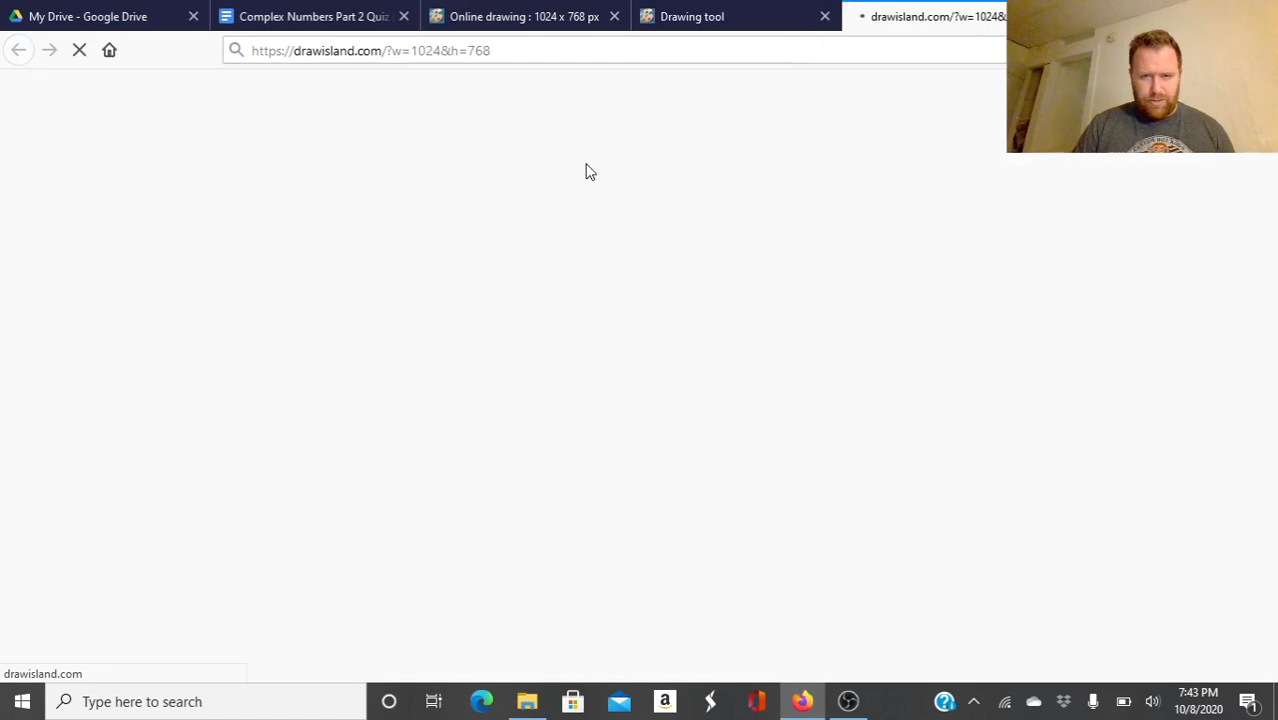 My Drive - Google Drive
Complex Numbers Part 2 Quiz
Online drawing : 1024 x 768 px
Drawing tool
drawisland.com/?w=1024&
https://drawisland.com/?w=1024&h=768
drawisland.com
Type here to search
7:43 PM
10/8/2020